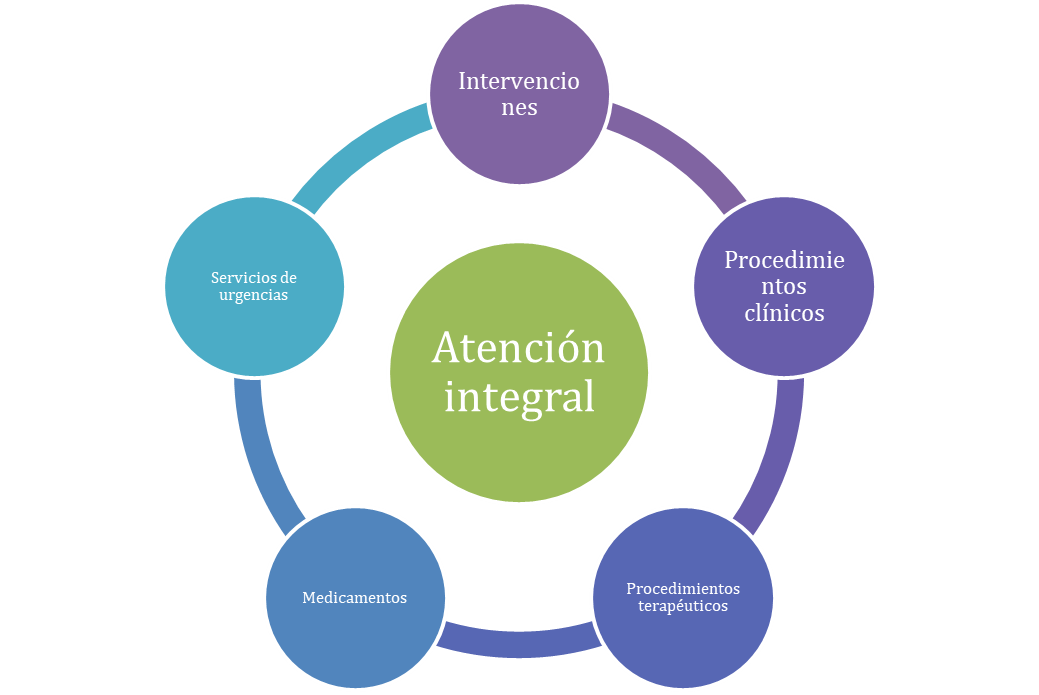 Intervencio
nes
Procedimie
ntos
clínicos
Procedimientos
terapéuticos
Medicamentos
Servicios de
urgencias
Atención
integral